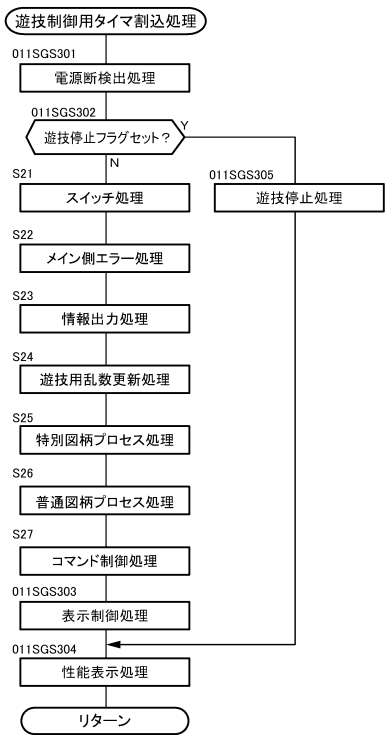 遊技制御用タイマ割込処理
011SGS301
電源断検出処理
011SGS302
遊技停止フラグセット?
Y
N
S21
スイッチ処理
011SGS305
遊技停止処理
S22
メイン側エラー処理
S23
情報出力処理
S24
遊技用乱数更新処理
S25
特別図柄プロセス処理
S26
普通図柄プロセス処理
S27
コマンド制御処理
011SGS303
表示制御処理
011SGS304
性能表示処理
リターン